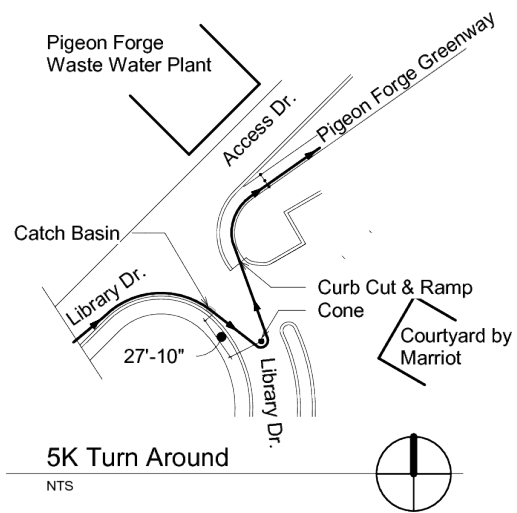 Pigeon Forge
Waste Water Plant
Access Dr.
Pigeon Forge Greenway
Catch Basin
Library Dr.
Curb Cut & Ramp
Cone
Courtyard by
Marriot
27'-10"
Library Dr.
5K Turn Around
NTS